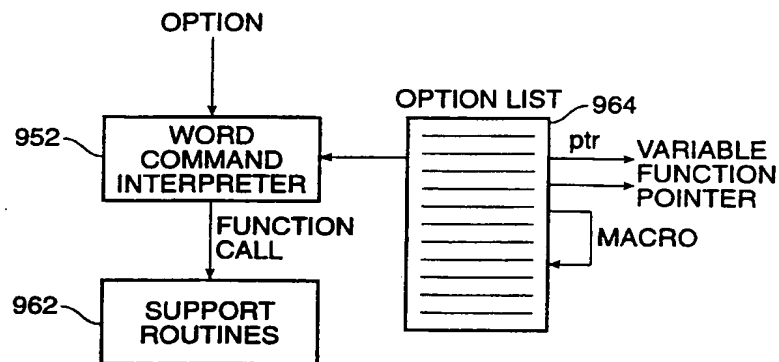 OPTION
952
WORD
COMMAND
INTERPRETER
OPTION LIST
964
ptr
VARIABLE
FUNCTION
POINTER
MACRO
FUNCTION
CALL
962
SUPPORT
ROUTINES